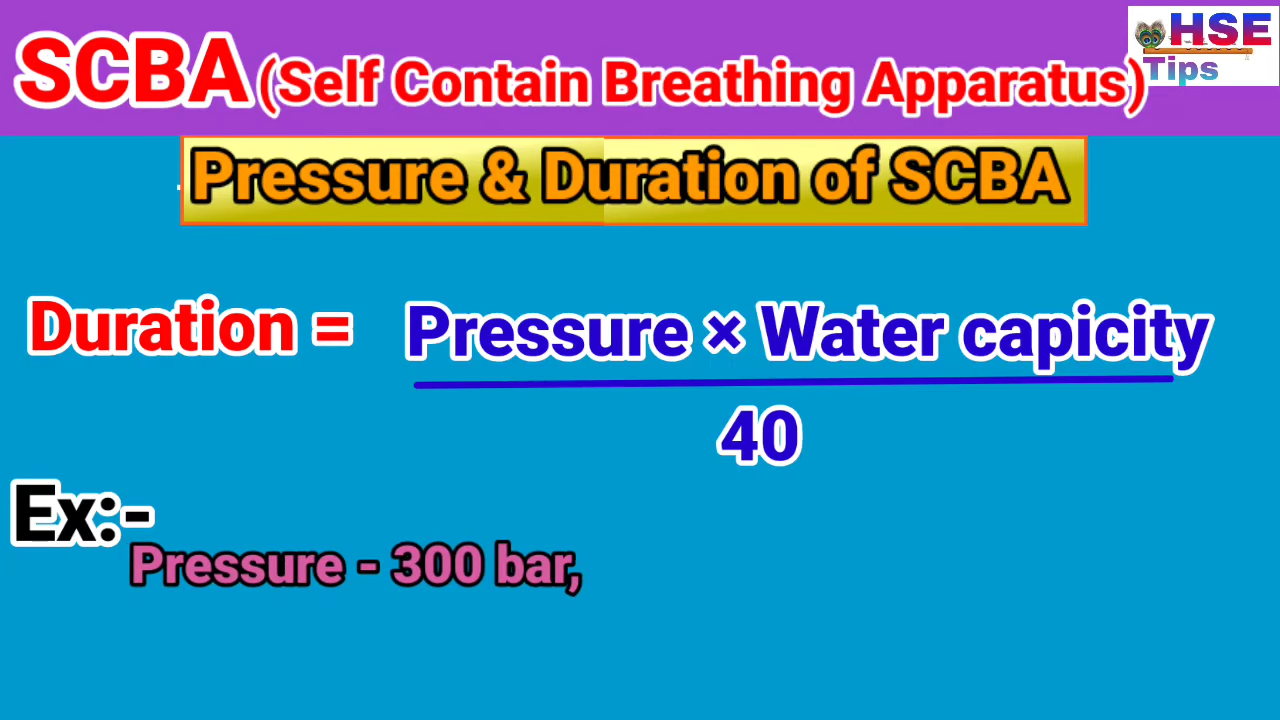 SCBA (Self Contain Breathing Apparatus)
HSE
Tips
Pressure & Duration of SCBA
Duration = Pressure × Water capicity
40
Ex:-
Pressure - 300 bar,